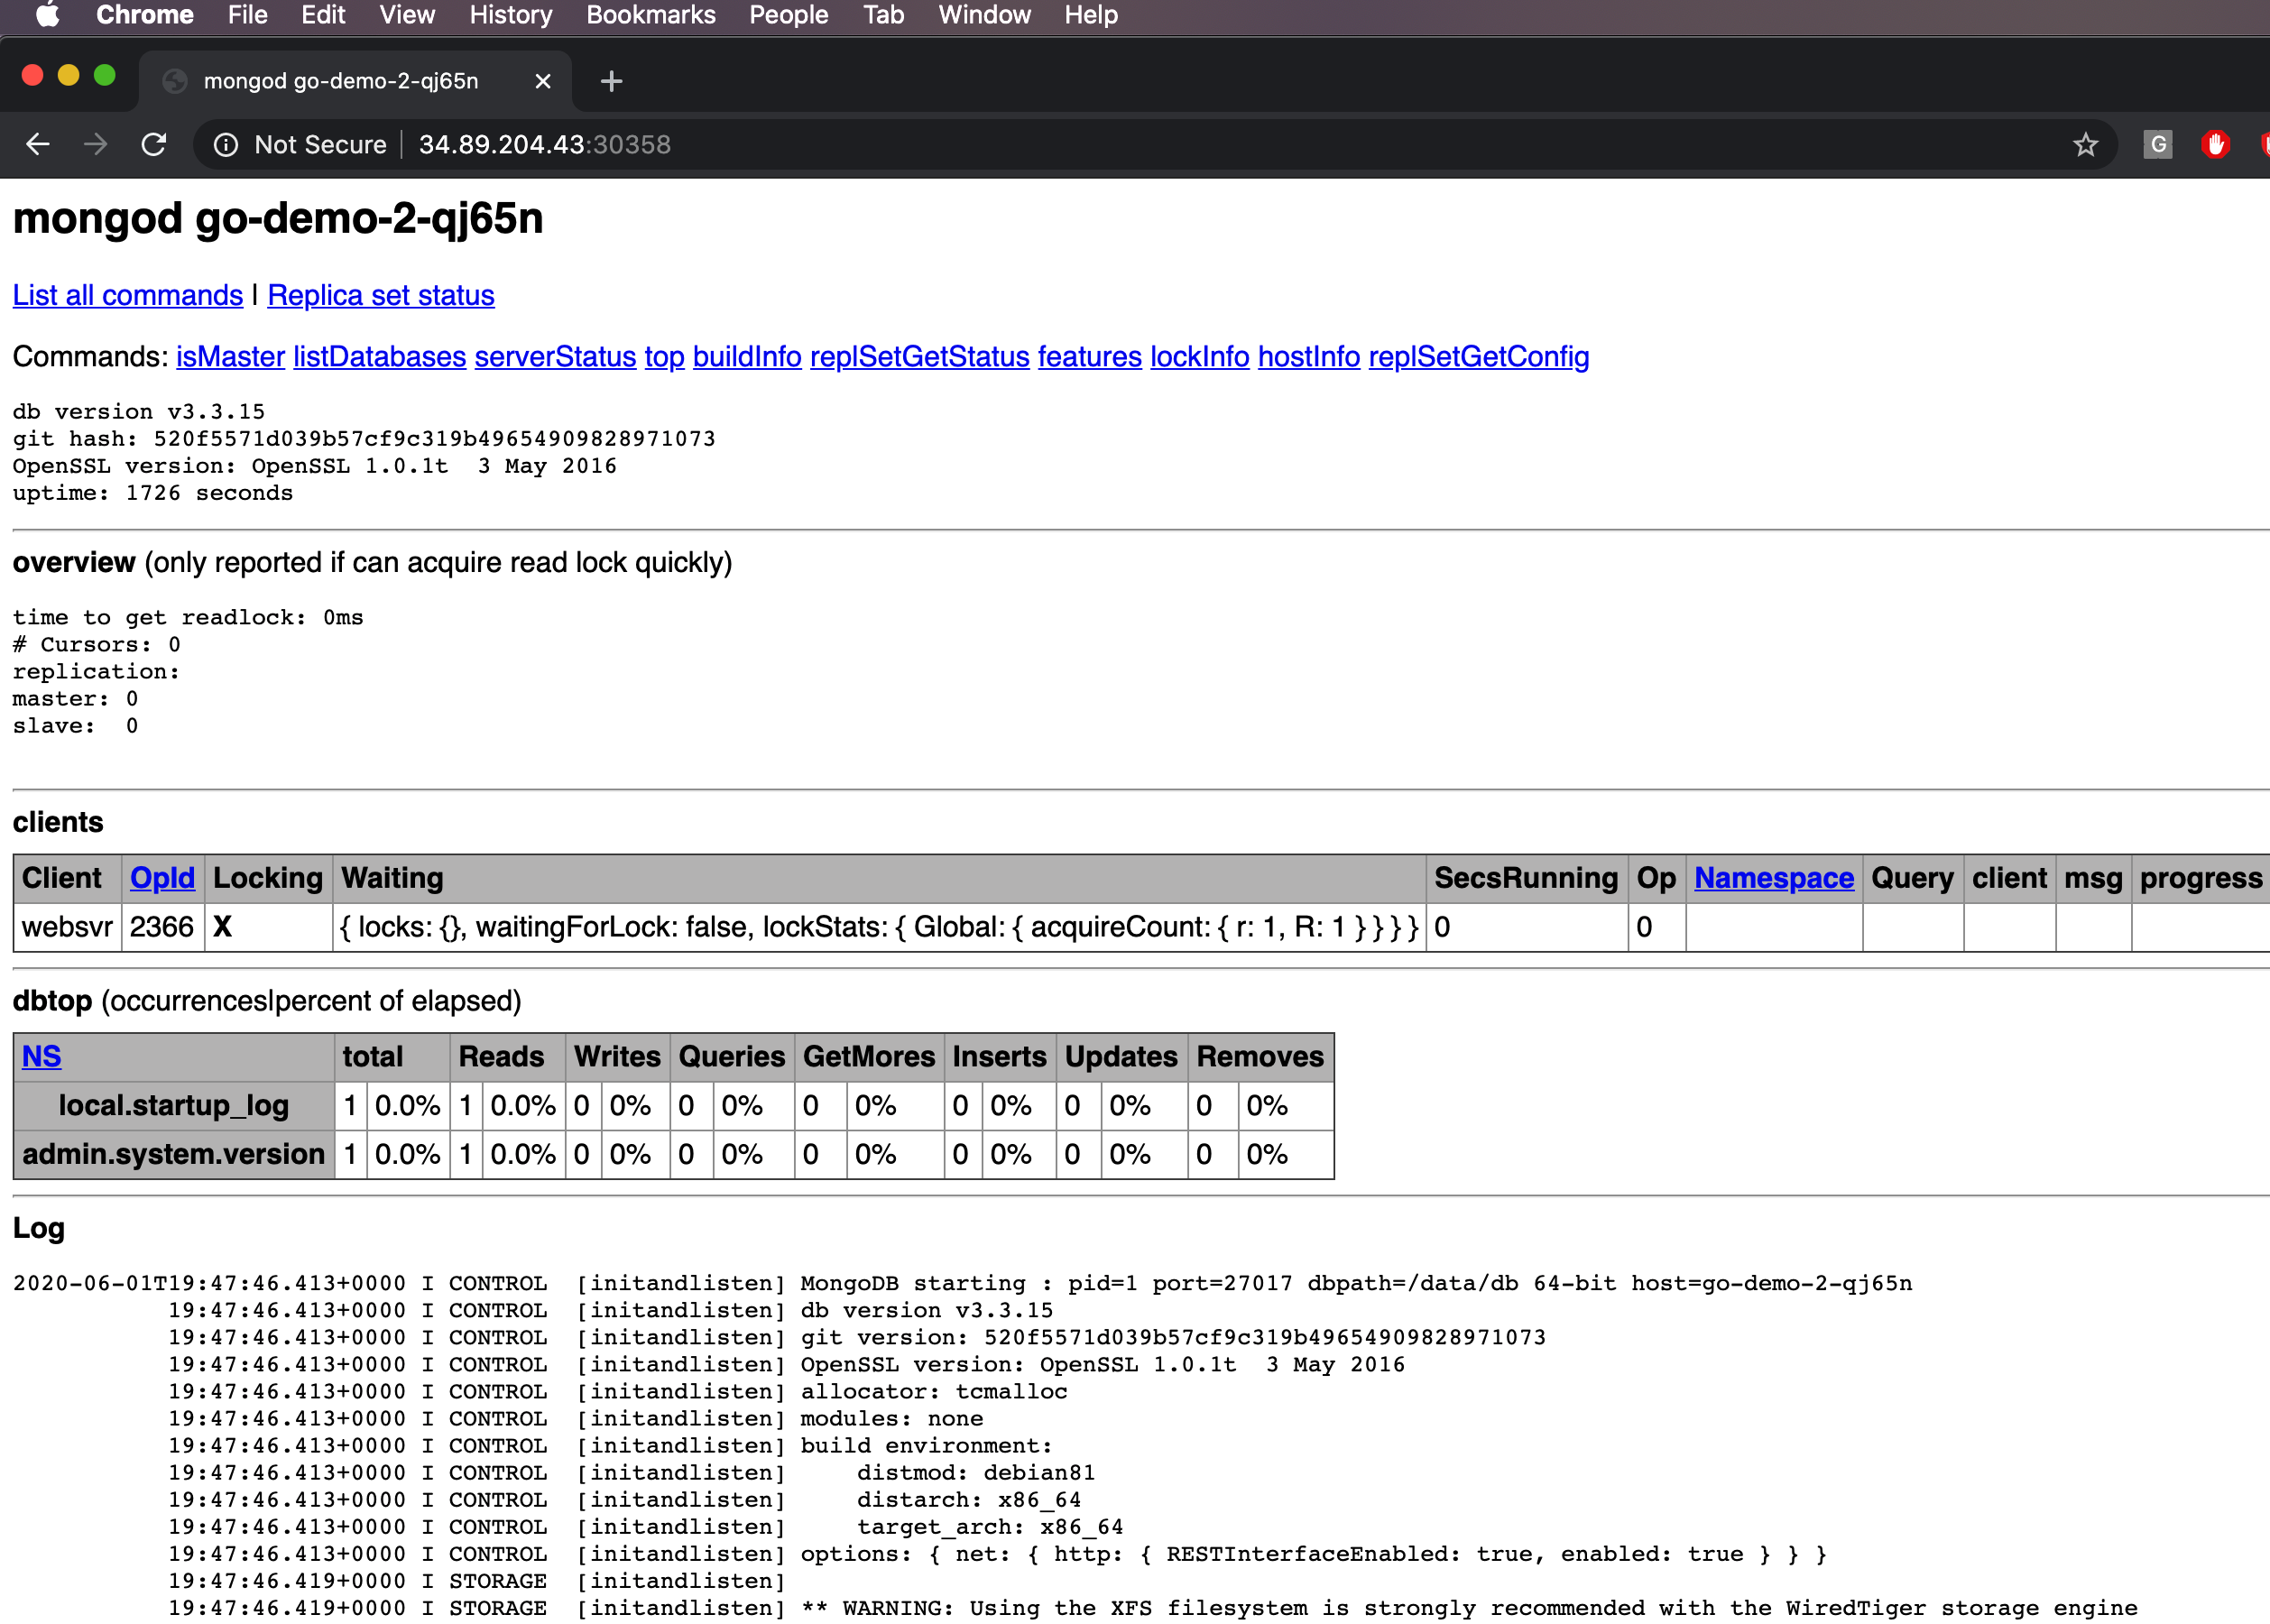 Chrome File Edit View History Bookmarks People Tab Window Help
mongod go-demo-2-qj65n
Not Secure 34.89.204.43:30358
G
mongod go-demo-2-qj65n
List all commands | Replica set status
Commands: isMaster listDatabases serverStatus top buildInfo replSetGetStatus features lockInfo hostInfo replSetGetConfig
db version v3.3.15
git hash: 520f5571d039b57cf9c319b49654909828971073
OpenSSL version: OpenSSL 1.0.1t  3 May 2016
uptime: 1726 seconds
overview (only reported if can acquire read lock quickly)
time to get readlock: 0ms
# Cursors: 0
replication:
master: 0
slave:  0
clients
Client OpId Locking Waiting SecsRunning Op Namespace Query client msg progress
websvr 2366 X { locks: {}, waitingForLock: false, lockStats: { Global: { acquireCount: { r: 1, R: 1 } } } } 0 0
dbtop (occurrences|percent of elapsed)
NS total Reads Writes Queries GetMores Inserts Updates Removes
local.startup_log 1 0.0% 1 0.0% 0 0% 0 0% 0 0% 0 0% 0 0% 0 0%
admin.system.version 1 0.0% 1 0.0% 0 0% 0 0% 0 0% 0 0% 0 0% 0 0%
Log
2020-06-01T19:47:46.413+0000 I CONTROL  [initandlisten] MongoDB starting : pid=1 port=27017 dbpath=/data/db 64-bit host=go-demo-2-qj65n
19:47:46.413+0000 I CONTROL  [initandlisten] db version v3.3.15
19:47:46.413+0000 I CONTROL  [initandlisten] git version: 520f5571d039b57cf9c319b49654909828971073
19:47:46.413+0000 I CONTROL  [initandlisten] OpenSSL version: OpenSSL 1.0.1t  3 May 2016
19:47:46.413+0000 I CONTROL  [initandlisten] allocator: tcmalloc
19:47:46.413+0000 I CONTROL  [initandlisten] modules: none
19:47:46.413+0000 I CONTROL  [initandlisten] build environment:
19:47:46.413+0000 I CONTROL  [initandlisten]     distmod: debian81
19:47:46.413+0000 I CONTROL  [initandlisten]     distarch: x86_64
19:47:46.413+0000 I CONTROL  [initandlisten]     target_arch: x86_64
19:47:46.413+0000 I CONTROL  [initandlisten] options: { net: { http: { RESTInterfaceEnabled: true, enabled: true } } }
19:47:46.419+0000 I STORAGE  [initandlisten]
19:47:46.419+0000 I STORAGE  [initandlisten] ** WARNING: Using the XFS filesystem is strongly recommended with the WiredTiger storage engine